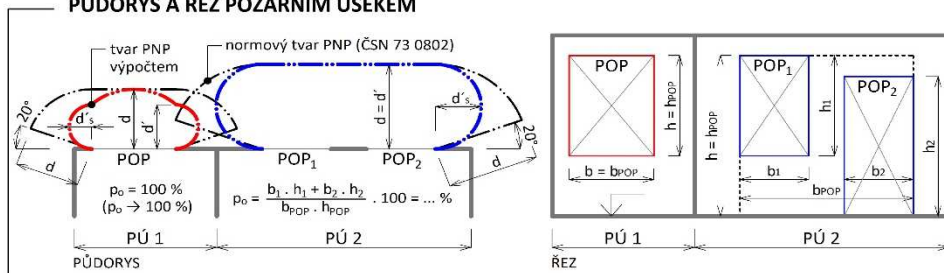 PŮDORYS A ŘEZ POŽÁRNÍM ÚSEKEM
tvar PNP
výpočtem
normový tvar PNP (ČSN 73 0802)
20°
d´s
d
d´
d
POP
pₒ = 100 %
(pₒ → 100 %)
PÚ 1
PŮDORYS
d = d´
d´s
20°
d
POP₁
POP₂
pₒ = b₁ . h₁ + b₂ . h₂ / bPOP . hPOP . 100 = ... %
PÚ 2
POP
h = hPOP
b = bPOP
PÚ 1
ŘEZ
h = hPOP
POP₁
h₁
b₁
bPOP
POP₂
b₂
h₂
PÚ 2